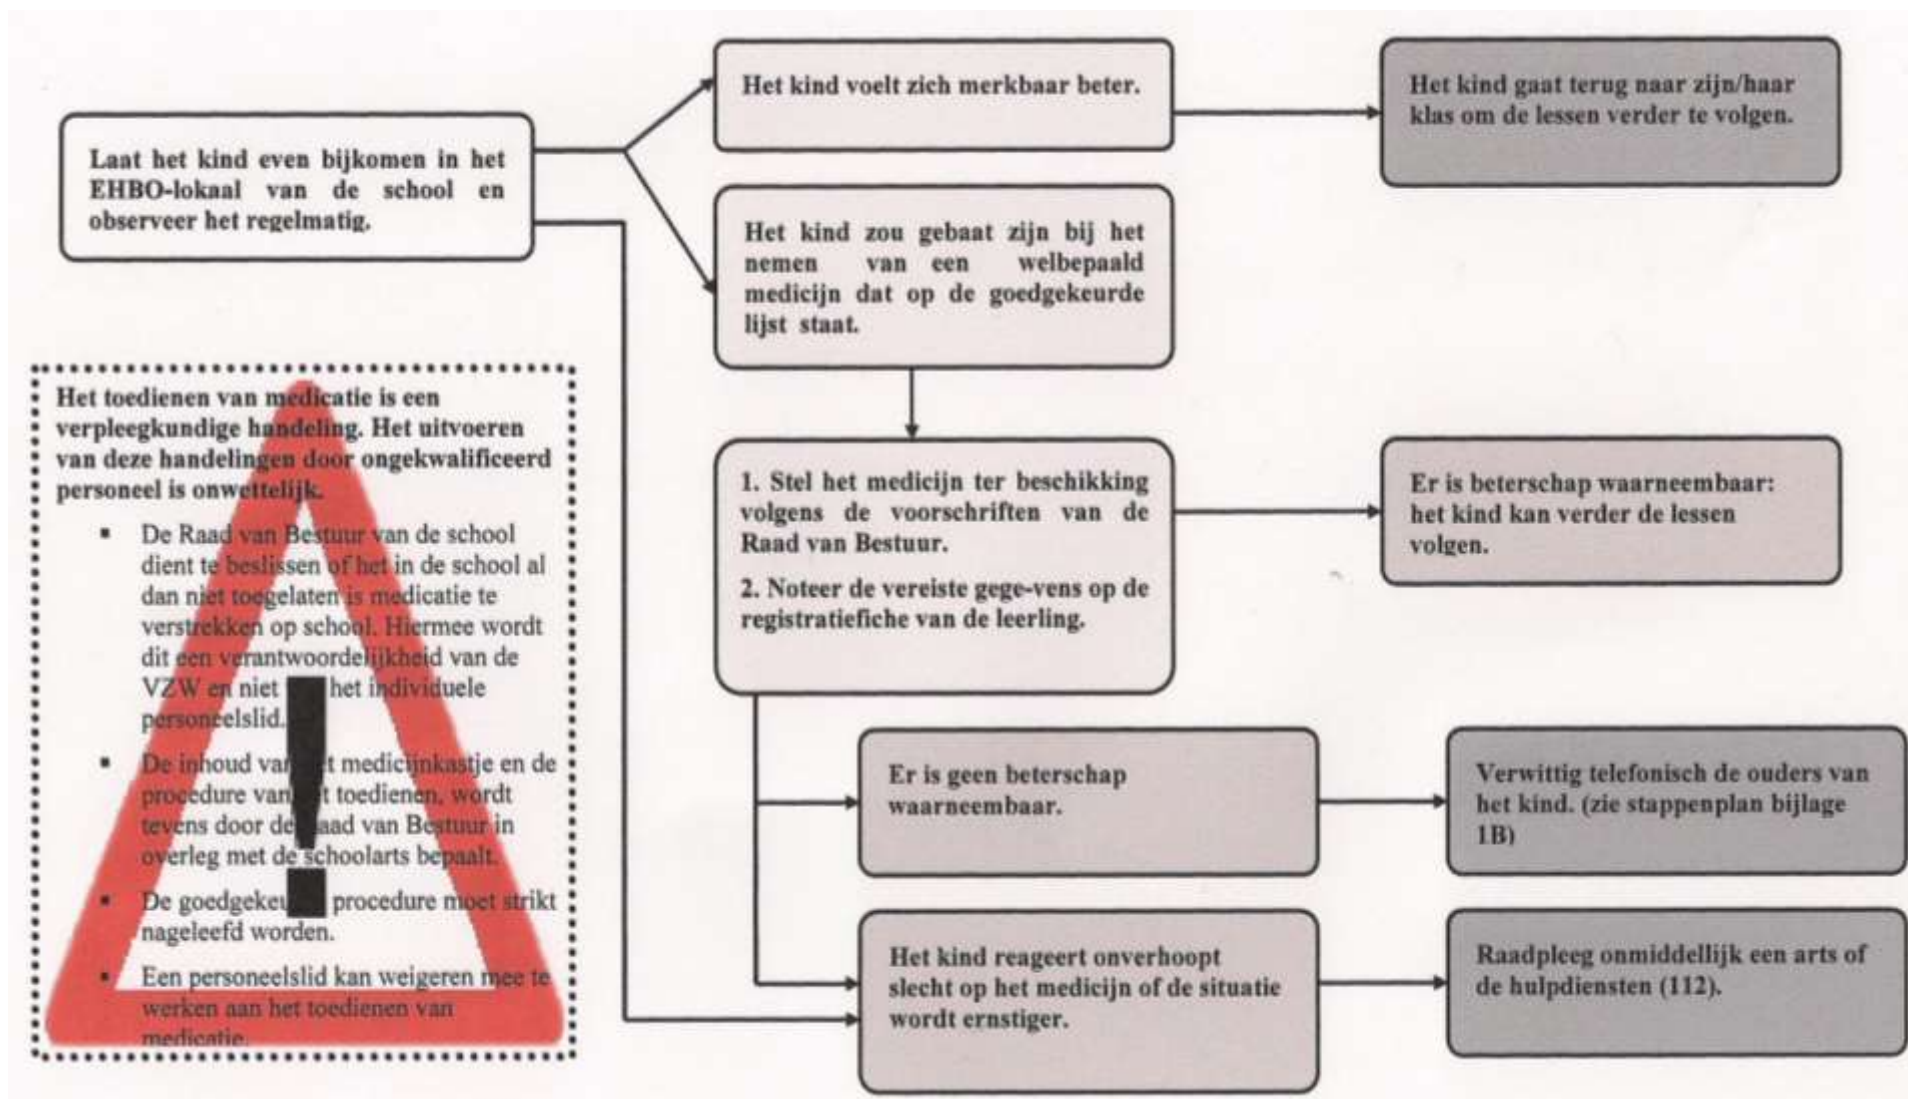 Laat het kind even bijkomen in het
EHBO-lokaal van de school en
observeer het regelmatig.
Het kind voelt zich merkbaar beter.
Het kind gaat terug naar zijn/haar
klas om de lessen verder te volgen.
Het kind zou gebaat zijn bij het
nemen van een welbepaald
medicijn dat op de goedgekeurde
lijst staat.
1. Stel het medicijn ter beschikking
volgens de voorschriften van de
Raad van Bestuur.
2. Noteer de vereiste gege-vens op de
registratiefiche van de leerling.
Er is beterschap waarneembaar:
het kind kan verder de lessen
volgen.
Er is geen beterschap
waarneembaar.
Verwittig telefonisch de ouders van
het kind. (zie stappenplan bijlage
1B)
Het kind reageert onverhoopt
slecht op het medicijn of de situatie
wordt ernstiger.
Raadpleeg onmiddellijk een arts of
de hulpdiensten (112).
Het toedienen van medicatie is een
verpleegkundige handeling. Het uitvoeren
van deze handelingen door ongekwalificeerd
personeel is onwettelijk.
▪ De Raad van Bestuur van de school
dient te beslissen of het in de school al
dan niet toegelaten is medicatie te
verstrekken op school. Hiermee wordt
dit een verantwoordelijkheid van de
VZW en niet het individuele
personeelslid.
▪ De inhoud medicijnkastje en de
procedure toedienen, wordt
tevens door de Raad van Bestuur in
overleg met de schoolarts bepaalt.
▪ De procedure moet strikt
nageleefd worden.
▪ Een personeelslid kan weigeren mee te
werken aan het toedienen van
medicatie.